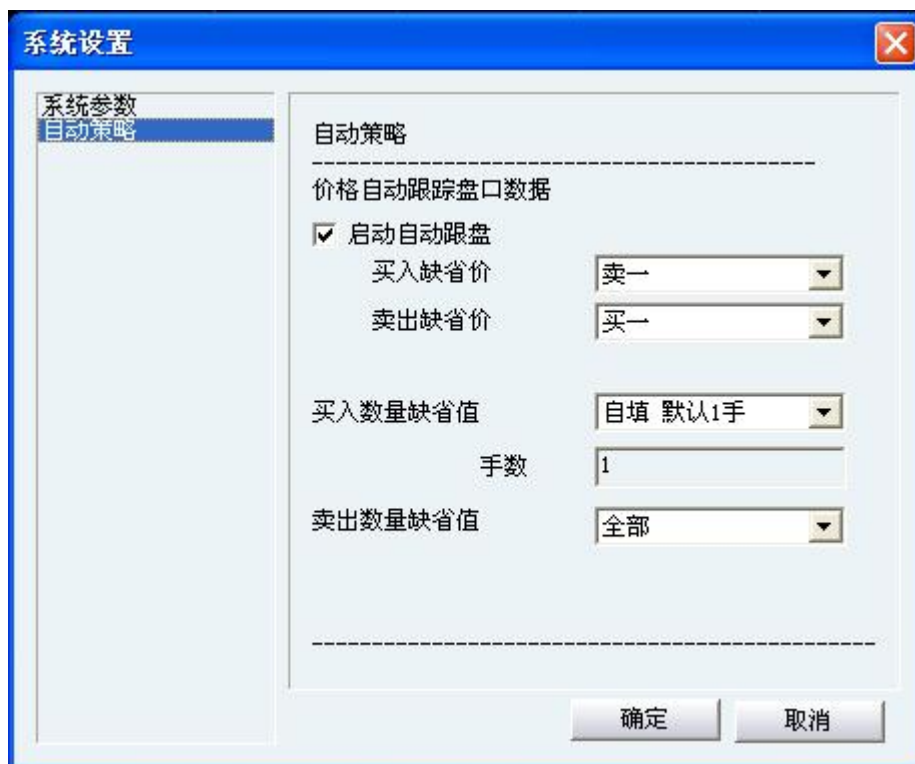 系统设置
系统参数
自动策略
自动策略
价格自动跟踪盘口数据
启动自动跟盘
买入缺省价 卖一
卖出缺省价 买一
买入数量缺省值 自填 默认1手
手数 1
卖出数量缺省值 全部
确定 取消